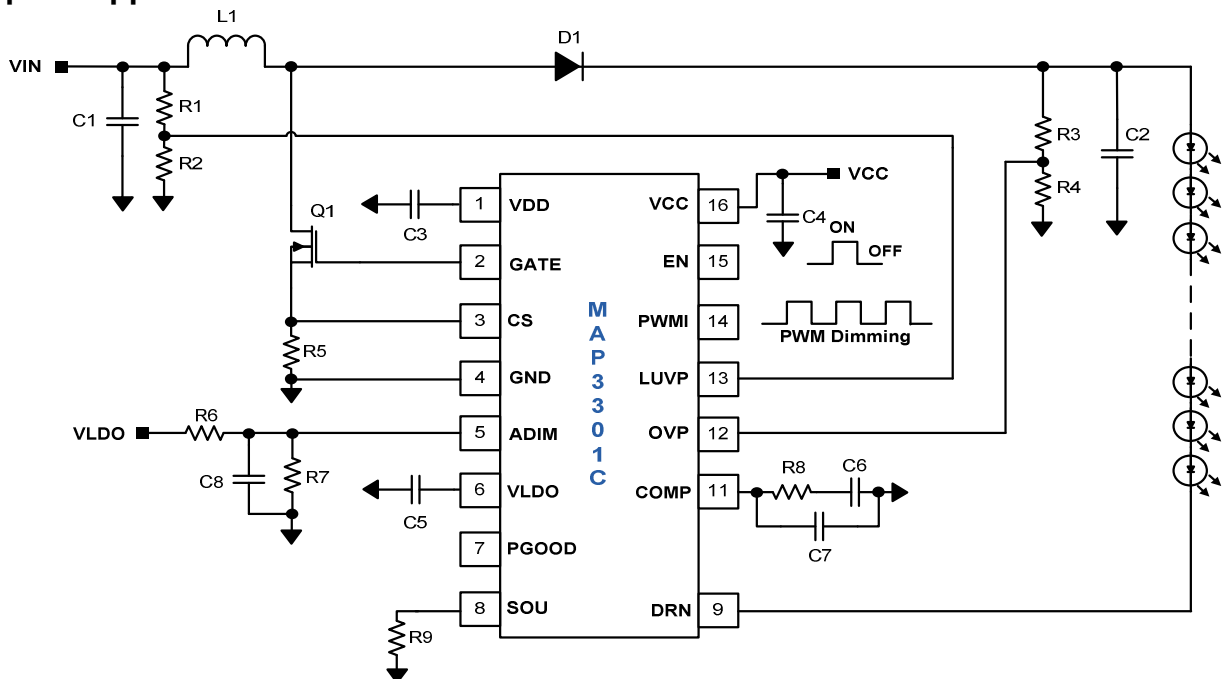 L1
VIN
D1
C1
R1
R2
R3
R4
C2
Q1
C3
1
VDD
VCC
16
VCC
C4
ON
OFF
2
GATE
EN
15
3
CS
PWMI
14
PWM Dimming
R5
4
GND
LUVP
13
MAP3301C
VLDO
R6
5
ADIM
OVP
12
C8
R7
6
VLDO
C5
COMP
11
R8
C6
C7
7
PGOOD
8
SOU
DRN
9
R9